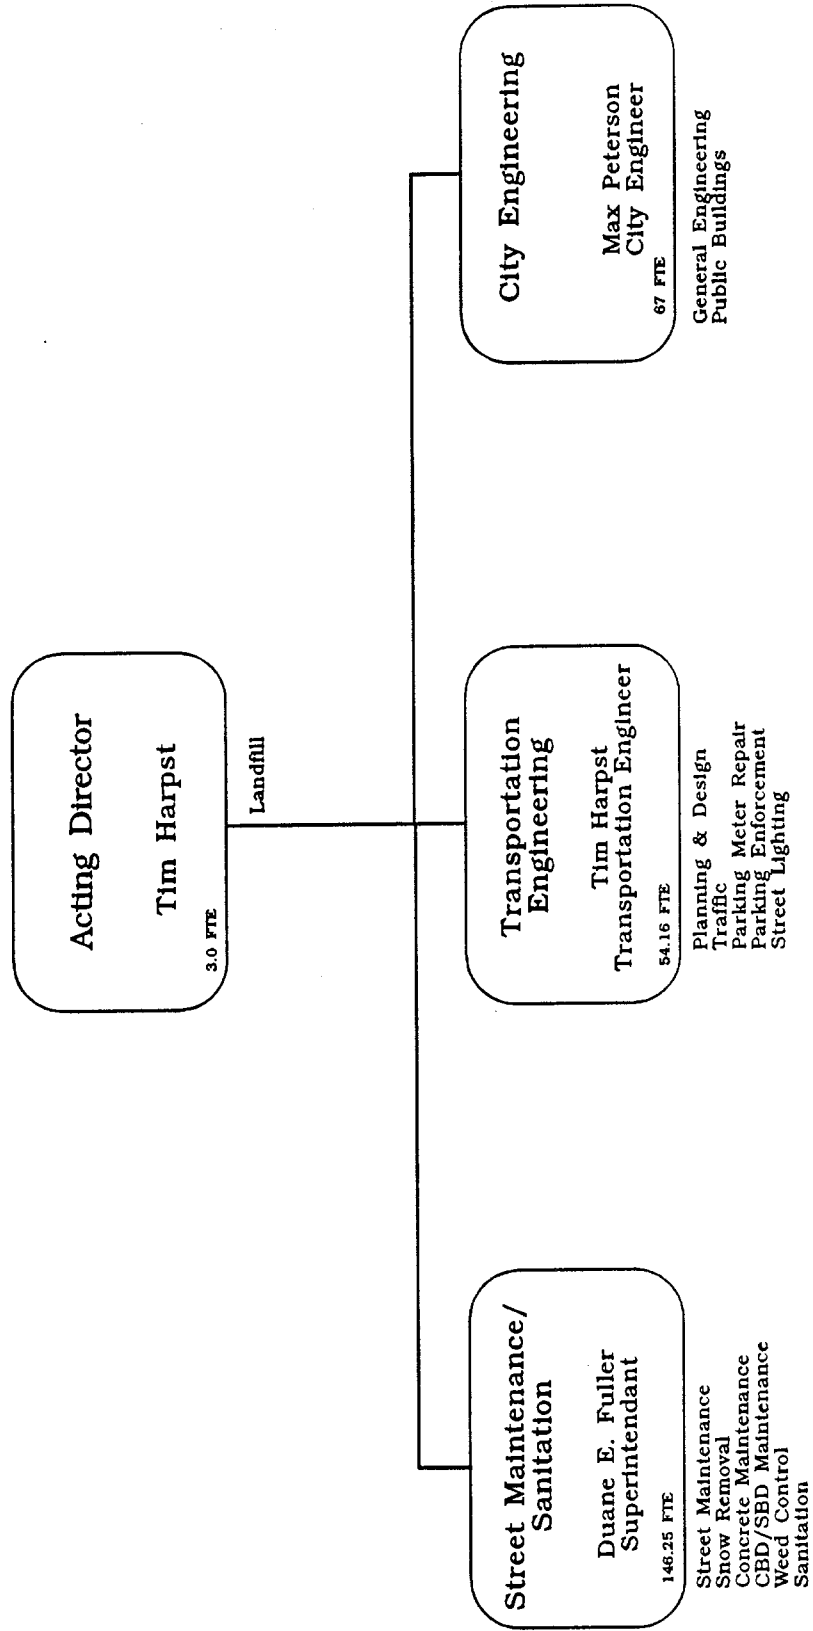 Acting Director
Tim Harpst
3.0 FTE
Landfill
Street Maintenance/
Sanitation
Duane E. Fuller
Superintendant
146.25 FTE
Street Maintenance
Snow Removal
Concrete Maintenance
CBD/SBD Maintenance
Weed Control
Sanitation
Transportation
Engineering
Tim Harpst
Transportation Engineer
54.16 FTE
Planning & Design
Traffic
Parking Meter Repair
Parking Enforcement
Street Lighting
City Engineering
Max Peterson
City Engineer
67 FTE
General Engineering
Public Buildings